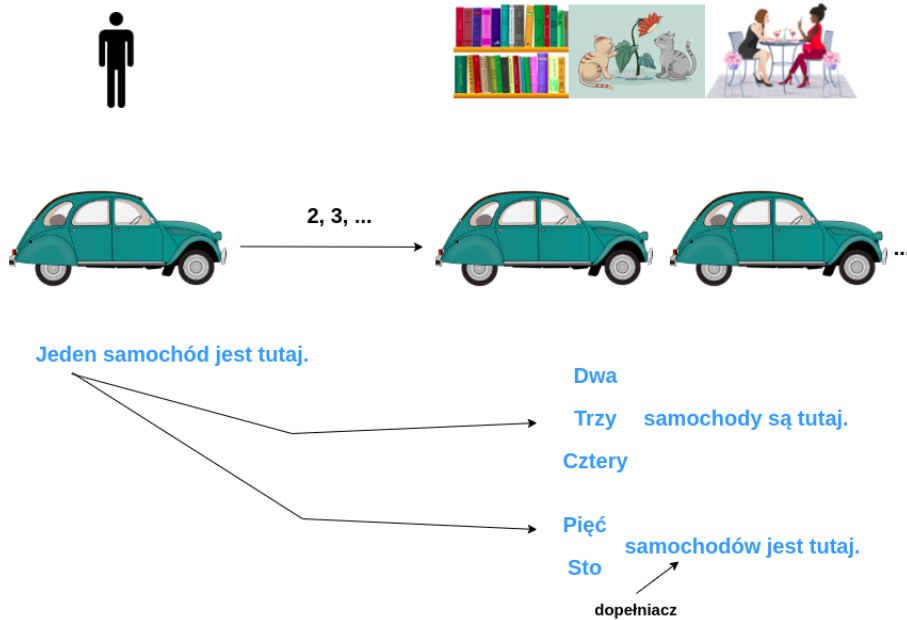 2, 3, ...
...
Jeden samochód jest tutaj.
Dwa
Trzy samochody są tutaj.
Cztery
Pięć
samochodów jest tutaj.
Sto
dopełniacz